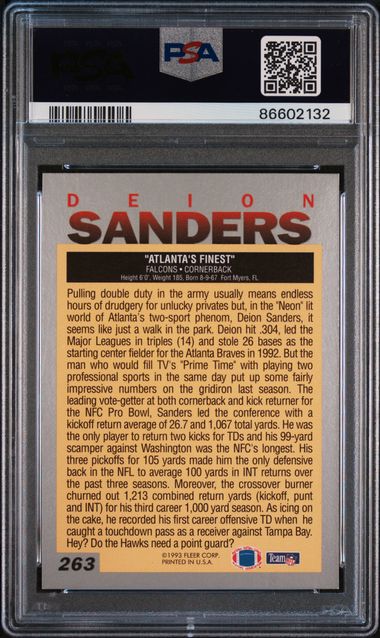 PSA
PSA
86602132
DEION
SANDERS
"ATLANTA'S FINEST"
FALCONS • CORNERBACK
Height 6'0", Weight 185, Born 8-9-67 Fort Myers, FL
Pulling double duty in the army usually means endless
hours of drudgery for unlucky privates but, in the "Neon" lit
world of Atlanta's two-sport phenom, Deion Sanders, it
seems like just a walk in the park. Deion hit .304, led the
Major Leagues in triples (14) and stole 26 bases as the
starting center fielder for the Atlanta Braves in 1992. But the
man who would fill TV's "Prime Time" with playing two
professional sports in the same day put up some fairly
impressive numbers on the gridiron last season. The
leading vote-getter at both cornerback and kick returner for
the NFC Pro Bowl, Sanders led the conference with a
kickoff return average of 26.7 and 1,067 total yards. He was
the only player to return two kicks for TDs and his 99-yard
scamper against Washington was the NFC's longest. His
three pickoffs for 105 yards made him the only defensive
back in the NFL to average 100 yards in INT returns over
the past three seasons. Moreover, the crossover burner
churned out 1,213 combined return yards (kickoff, punt
and INT) for his third career 1,000 yard season. As icing on
the cake, he recorded his first career offensive TD when he
caught a touchdown pass as a receiver against Tampa Bay.
Hey? Do the Hawks need a point guard?
263
©1993 FLEER CORP.
PRINTED IN U.S.A.
Team NFL